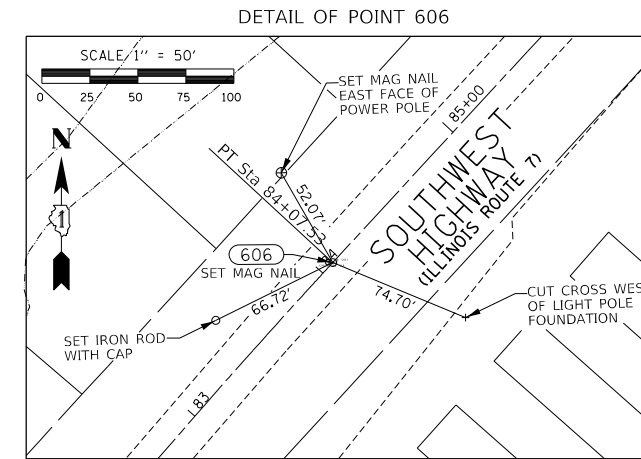 DETAIL OF POINT 606
SCALE 1" = 50'
0 25 50 75 100
N
1
SET MAG NAIL
EAST FACE OF
POWER POLE
85+00
SOUTHWEST
HIGHWAY
(ILLINOIS ROUTE 7)
PT Sta 84+07.53
52.07'
606
SET MAG NAIL
66.72'
74.70'
SET IRON ROD
WITH CAP
CUT CROSS WES
OF LIGHT POLE
FOUNDATION
83